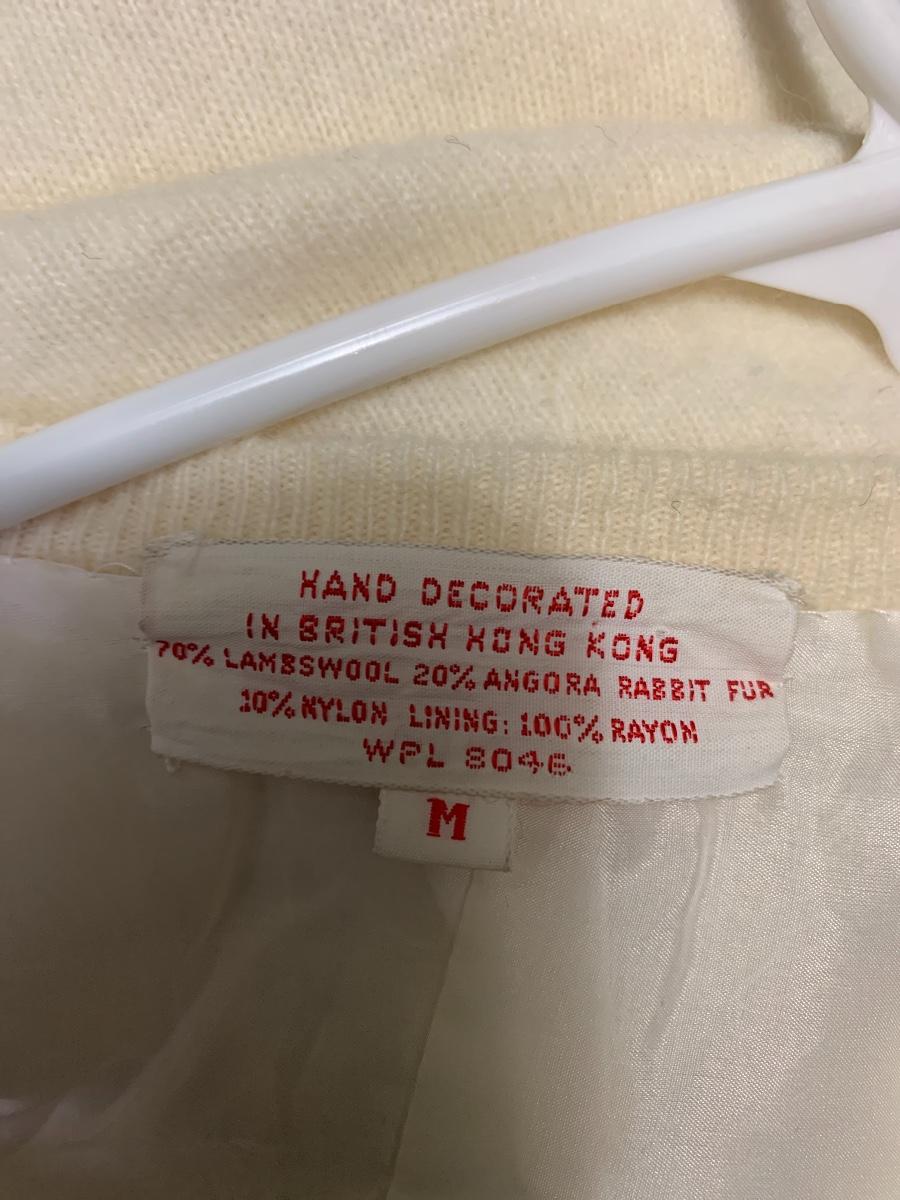 HAND DECORATED
IN BRITISH HONG KONG
70% LAMBSWOOL 20% ANGORA RABBIT FUR
10% NYLON LINING: 100% RAYON
WPL 8046
M